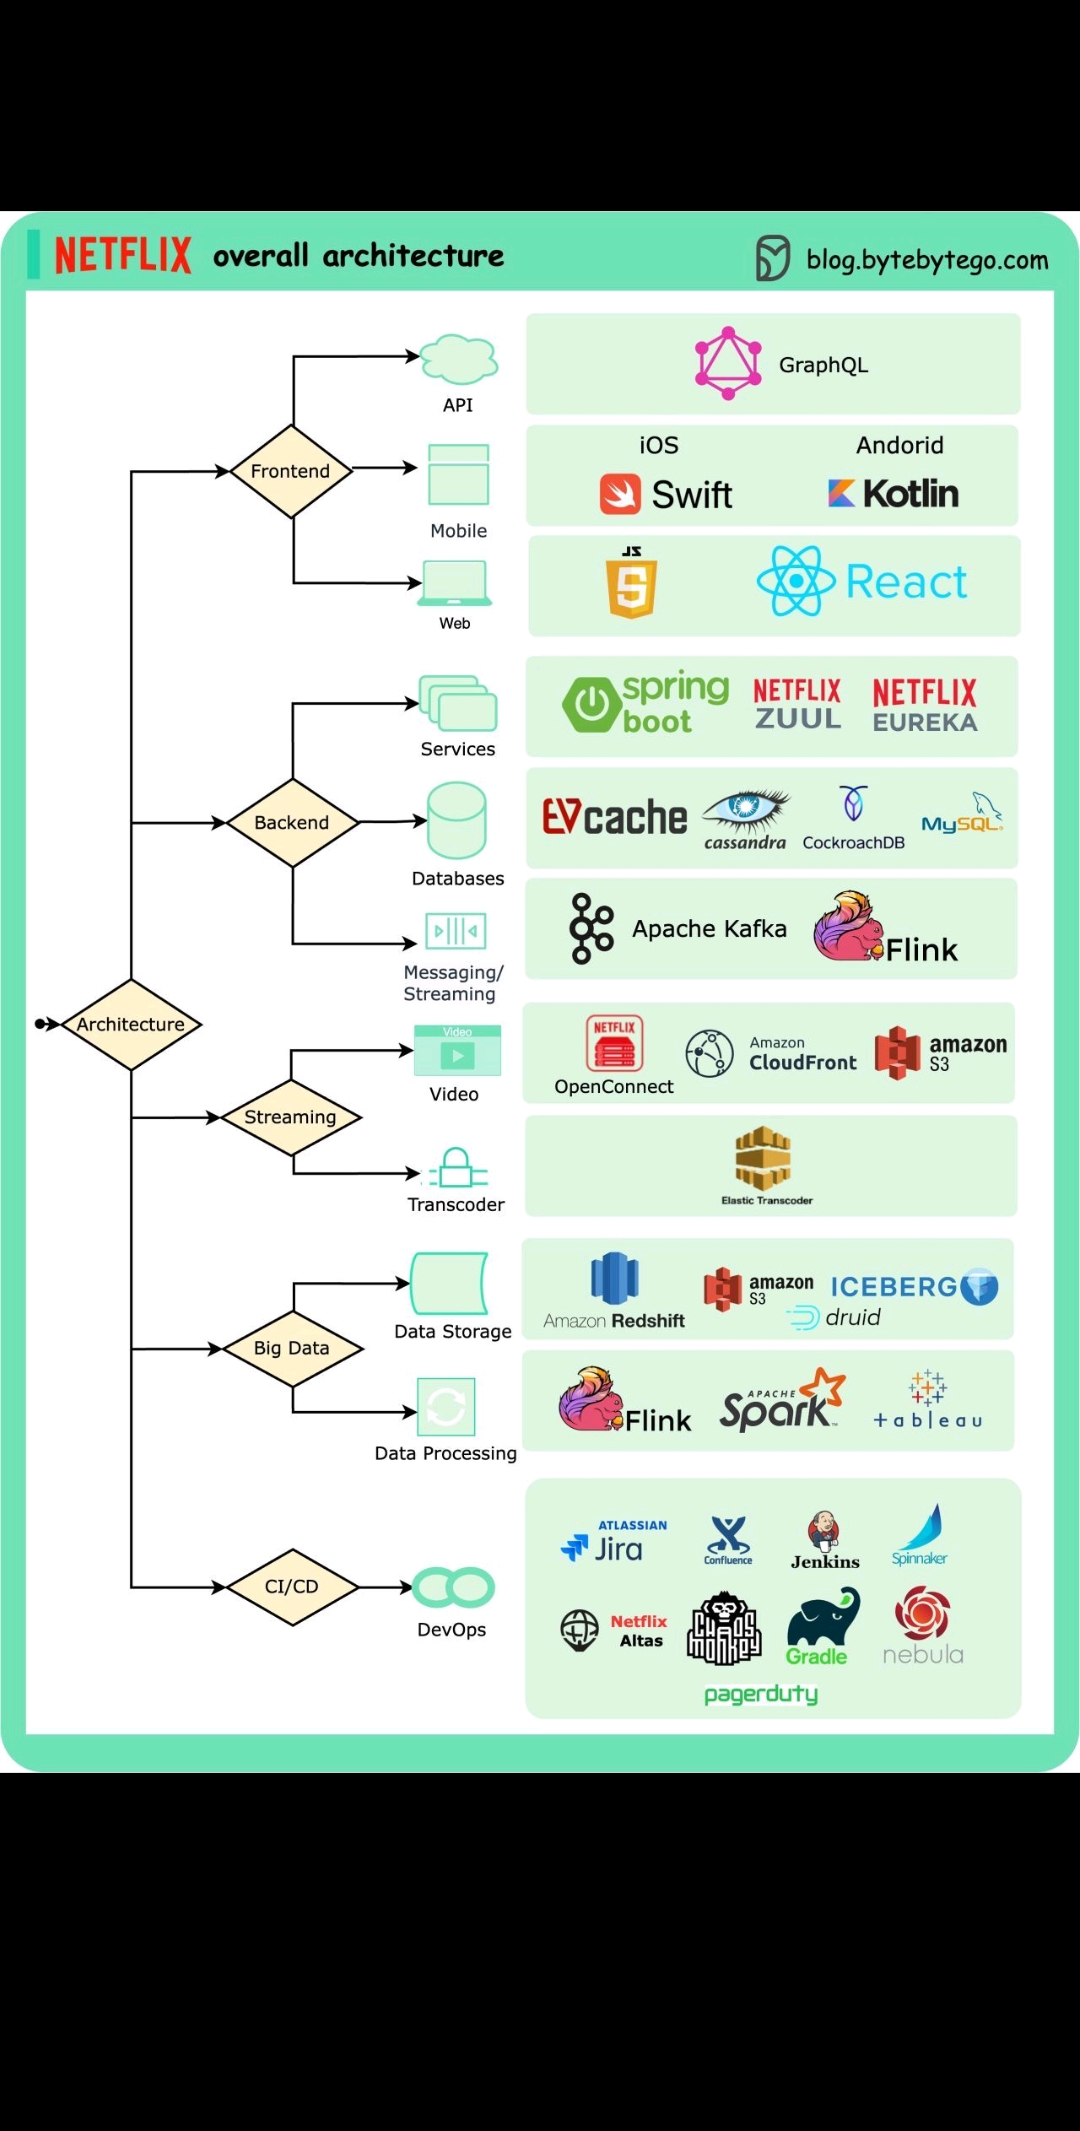 NETFLIX overall architecture
blog.bytebytego.com
API
GraphQL
Frontend
Mobile
iOS
Andorid
Swift
Kotlin
Web
JS
React
Services
spring
boot
NETFLIX
ZUUL
NETFLIX
EUREKA
Backend
Databases
EVcache
cassandra
CockroachDB
MySQL
Messaging/
Streaming
Apache Kafka
Flink
Architecture
Streaming
Video
Video
NETFLIX
OpenConnect
Amazon
CloudFront
amazon
S3
Transcoder
Elastic Transcoder
Big Data
Data Storage
Amazon Redshift
amazon
S3
ICEBERG
druid
Data Processing
Flink
APACHE
Spark
TM
+ableau
CI/CD
DevOps
ATLASSIAN
Jira
Confluence
Jenkins
Spinnaker
Netflix
Altas
CHAOS
MONKEY
Gradle
nebula
pagerduty